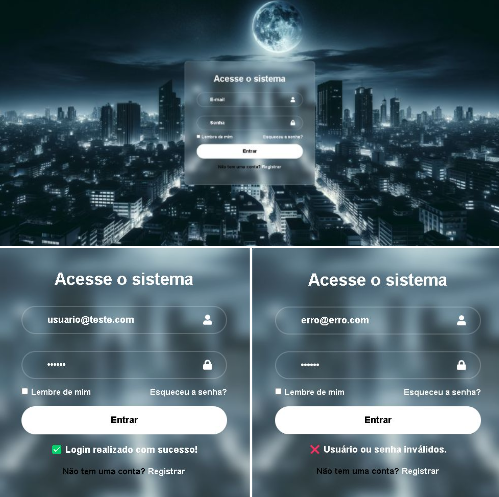 Acesse o sistema
E-mail
Senha
Lembre de mim Esqueceu a senha?
Entrar
Não tem uma conta? Registrar
Acesse o sistema
usuario@teste.com
••••••
Lembre de mim Esqueceu a senha?
Entrar
✅ Login realizado com sucesso!
Não tem uma conta? Registrar
Acesse o sistema
erro@erro.com
••••••
Lembre de mim Esqueceu a senha?
Entrar
❌ Usuário ou senha inválidos.
Não tem uma conta? Registrar